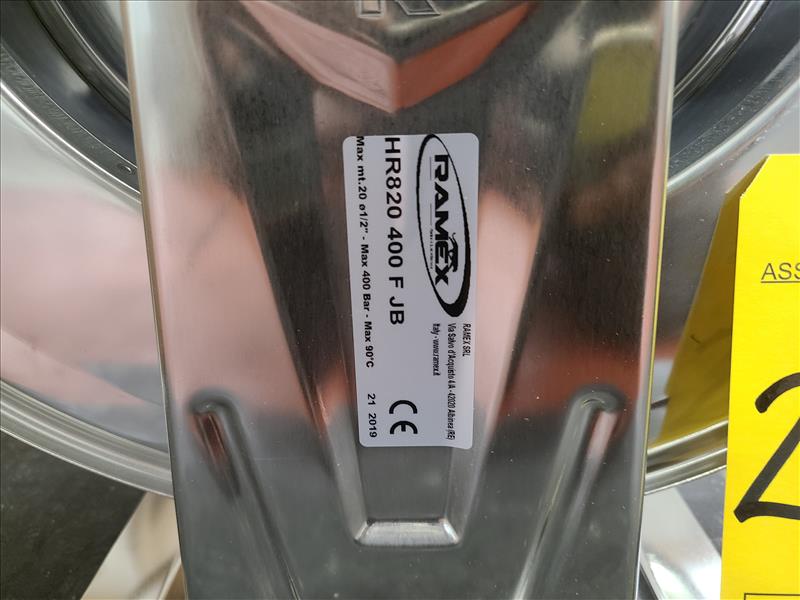 RAMEX
RAMEX SRL
Via Salvo d'Acquisto 4/A - 42020 Albinea (RE)
Italy - www.ramex.it
HR820 400 F JB
Max mt.20 ø1/2" - Max 400 Bar - Max 90°C
CE
21 2019
ASS
2